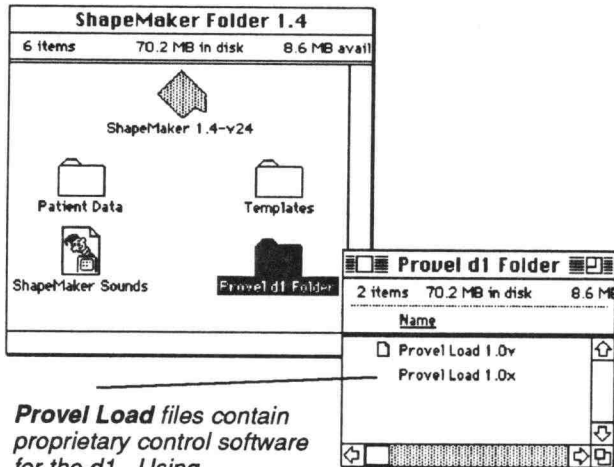 ShapeMaker Folder 1.4
6 items 70.2 MB in disk 8.6 MB avail
ShapeMaker 1.4-v24
Patient Data Templates
ShapeMaker Sounds Provel d1 Folder
Provel d1 Folder
2 items 70.2 MB in disk 8.6 M
Name
Provel Load 1.0v
Provel Load 1.0x
Provel Load files contain
proprietary control software
for the d1. Using